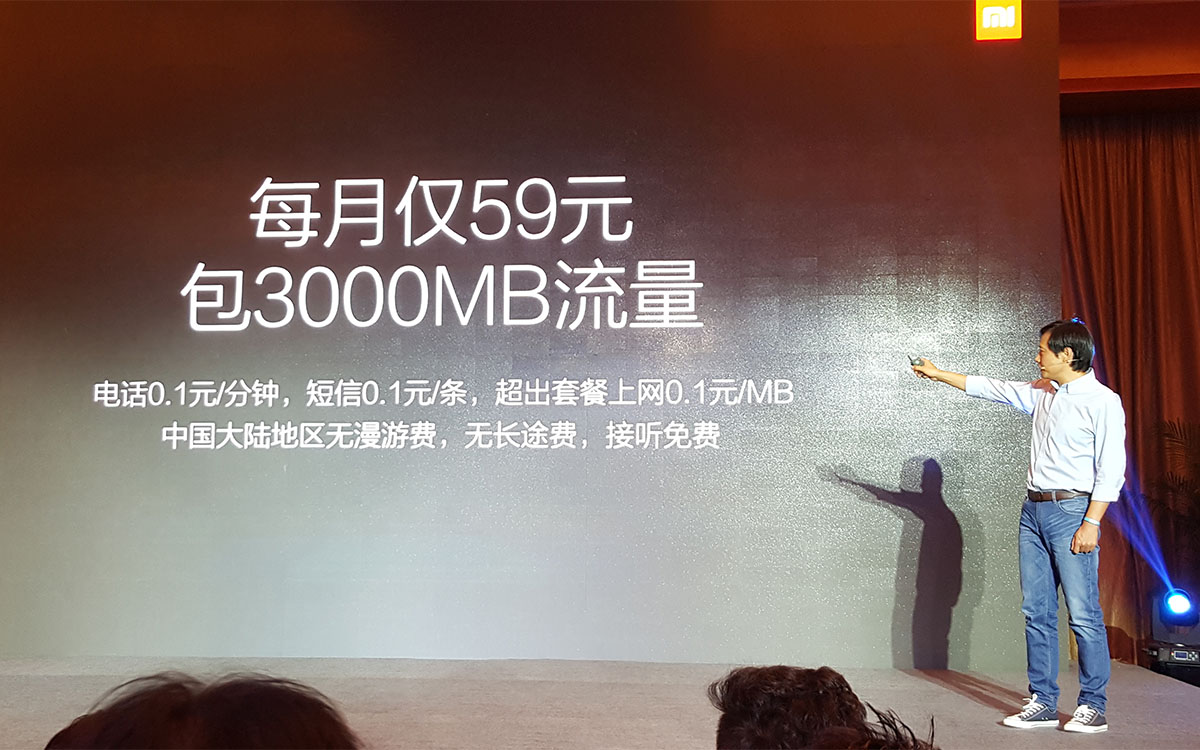 mi
每月仅59元
包3000MB流量
电话0.1元/分钟，短信0.1元/条，超出套餐上网0.1元/MB
中国大陆地区无漫游费，无长途费，接听免费